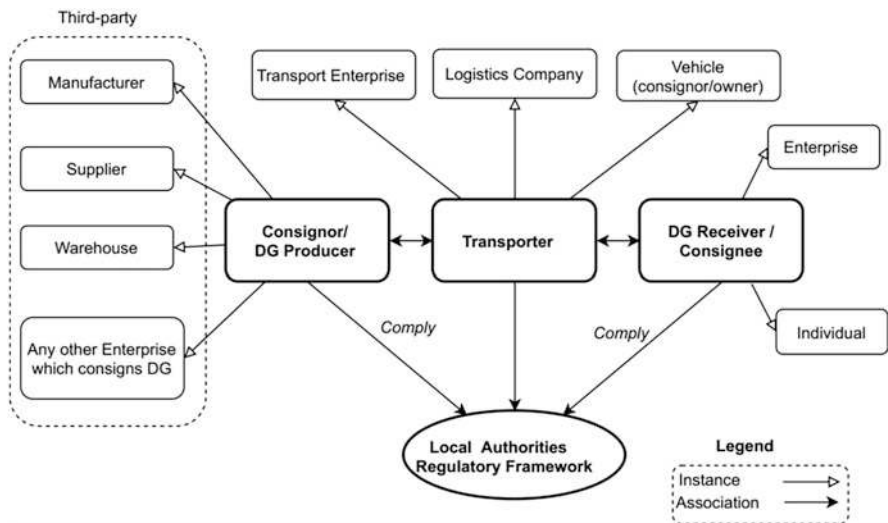 Third-party
Manufacturer
Supplier
Warehouse
Any other Enterprise
which consigns DG
Transport Enterprise
Logistics Company
Vehicle
(consignor/owner)
Enterprise
Individual
Consignor/
DG Producer
Transporter
DG Receiver /
Consignee
Comply
Comply
Local Authorities
Regulatory Framework
Legend
Instance
Association